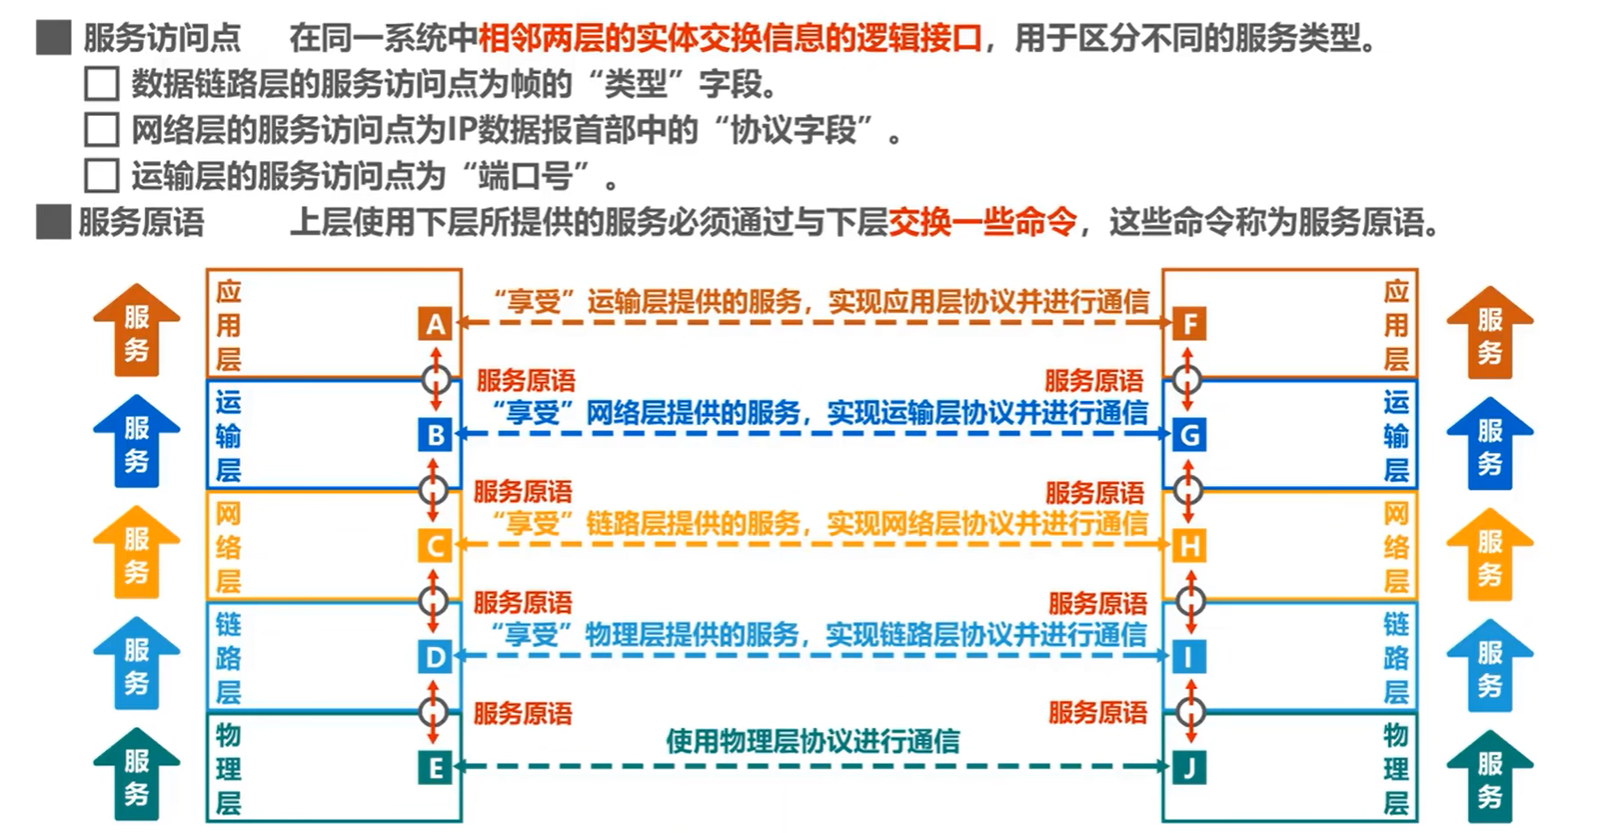 服务访问点 在同一系统中相邻两层的实体交换信息的逻辑接口，用于区分不同的服务类型。
数据链路层的服务访问点为帧的“类型”字段。
网络层的服务访问点为IP数据报首部中的“协议字段”。
运输层的服务访问点为“端口号”。
服务原语 上层使用下层所提供的服务必须通过与下层交换一些命令，这些命令称为服务原语。
服务
应用层
A
“享受”运输层提供的服务，实现应用层协议并进行通信
F
应用层
服务
服务原语
服务原语
服务
运输层
B
“享受”网络层提供的服务，实现运输层协议并进行通信
G
运输层
服务
服务原语
服务原语
服务
网络层
C
“享受”链路层提供的服务，实现网络层协议并进行通信
H
网络层
服务
服务原语
服务原语
服务
链路层
D
“享受”物理层提供的服务，实现链路层协议并进行通信
I
链路层
服务
服务原语
服务原语
服务
物理层
E
使用物理层协议进行通信
J
物理层
服务